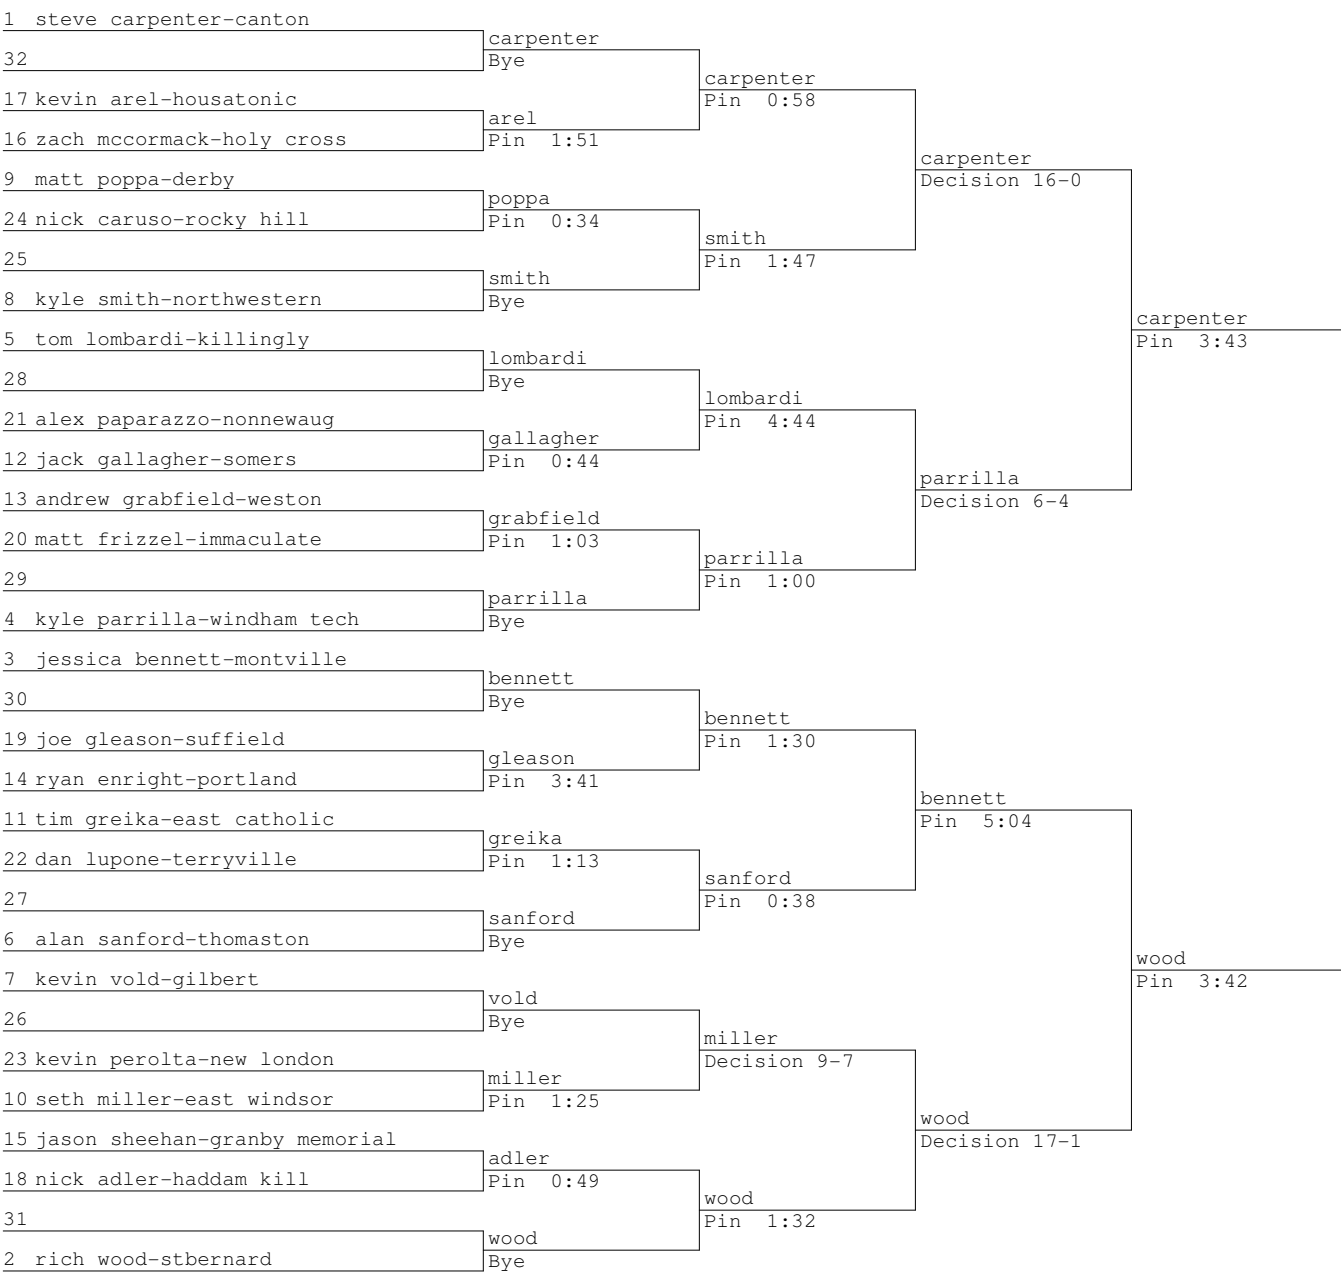 1 steve carpenter-canton
32
17 kevin arel-housatonic
16 zach mccormack-holy cross
9 matt poppa-derby
24 nick caruso-rocky hill
25
8 kyle smith-northwestern
5 tom lombardi-killingly
28
21 alex paparazzo-nonnewaug
12 jack gallagher-somers
13 andrew grabfield-weston
20 matt frizzel-immaculate
29
4 kyle parrilla-windham tech
3 jessica bennett-montville
30
19 joe gleason-suffield
14 ryan enright-portland
11 tim greika-east catholic
22 dan lupone-terryville
27
6 alan sanford-thomaston
7 kevin vold-gilbert
26
23 kevin perolta-new london
10 seth miller-east windsor
15 jason sheehan-granby memorial
18 nick adler-haddam kill
31
2 rich wood-stbernard
carpenter
Bye
arel
Pin 1:51
poppa
Pin 0:34
smith
Bye
lombardi
Bye
gallagher
Pin 0:44
grabfield
Pin 1:03
parrilla
Bye
bennett
Bye
gleason
Pin 3:41
greika
Pin 1:13
sanford
Bye
vold
Bye
miller
Pin 1:25
adler
Pin 0:49
wood
Bye
carpenter
Pin 0:58
smith
Pin 1:47
lombardi
Pin 4:44
parrilla
Pin 1:00
bennett
Pin 1:30
sanford
Pin 0:38
miller
Decision 9-7
wood
Pin 1:32
carpenter
Decision 16-0
parrilla
Decision 6-4
bennett
Pin 5:04
wood
Decision 17-1
carpenter
Pin 3:43
wood
Pin 3:42